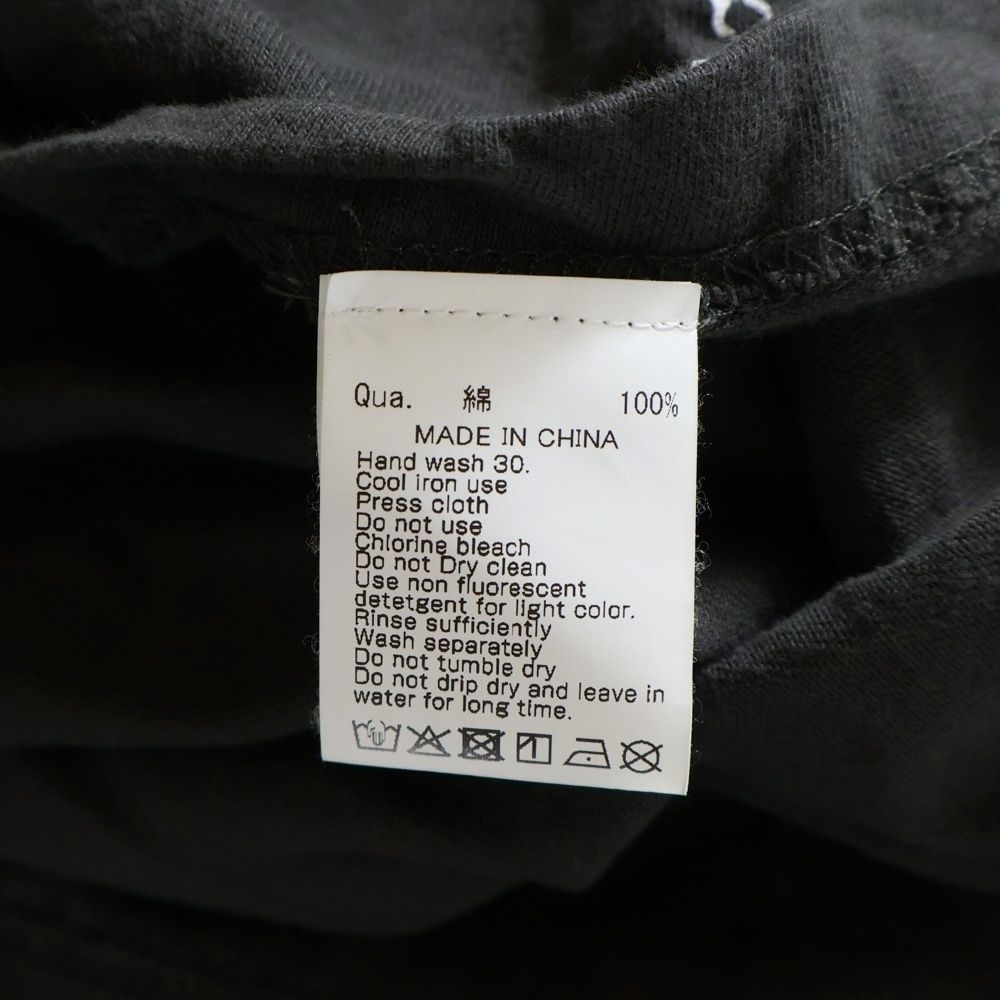 Qua. 綿 100%
MADE IN CHINA
Hand wash 30.
Cool iron use
Press cloth
Do not use
Chlorine bleach
Do not Dry clean
Use non fluorescent
detetgent for light color.
Rinse sufficiently
Wash separately
Do not tumble dry
Do not drip dry and leave in
water for long time.